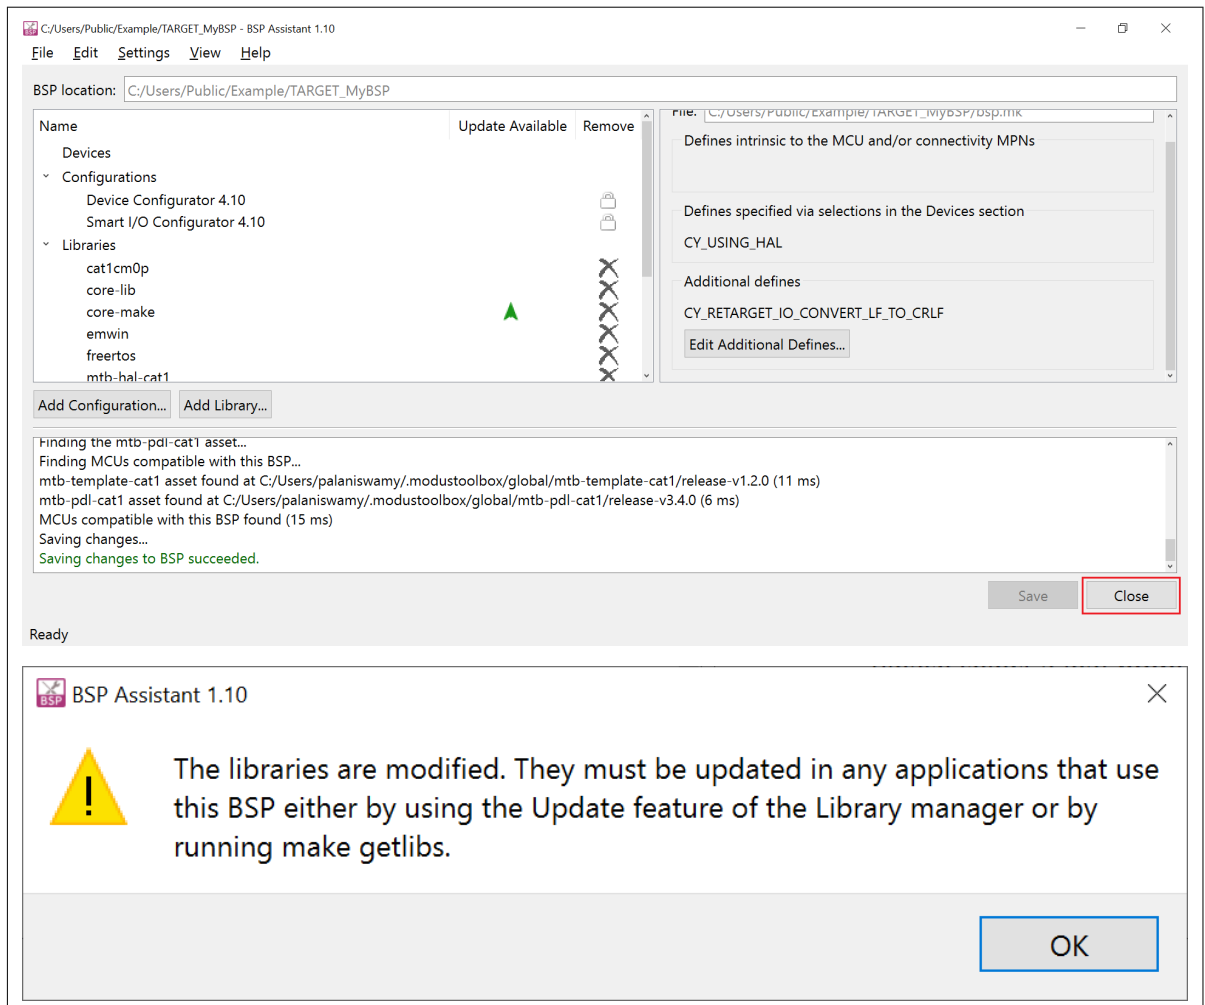 C:/Users/Public/Example/TARGET_MyBSP - BSP Assistant 1.10
File Edit Settings View Help
BSP location: C:/Users/Public/Example/TARGET_MyBSP
Name Update Available Remove
Devices
Configurations
Device Configurator 4.10
Smart I/O Configurator 4.10
Libraries
cat1cm0p
core-lib
core-make
emwin
freertos
mtb-hal-cat1
File: C:/Users/Public/Example/TARGET_MyBSP/bsp.mk
Defines intrinsic to the MCU and/or connectivity MPNs
Defines specified via selections in the Devices section
CY_USING_HAL
Additional defines
CY_RETARGET_IO_CONVERT_LF_TO_CRLF
Edit Additional Defines...
Add Configuration... Add Library...
Finding the mtb-pdl-cat1 asset...
Finding MCUs compatible with this BSP...
mtb-template-cat1 asset found at C:/Users/palaniswamy/.modustoolbox/global/mtb-template-cat1/release-v1.2.0 (11 ms)
mtb-pdl-cat1 asset found at C:/Users/palaniswamy/.modustoolbox/global/mtb-pdl-cat1/release-v3.4.0 (6 ms)
MCUs compatible with this BSP found (15 ms)
Saving changes...
Saving changes to BSP succeeded.
Save Close
Ready
BSP
BSP Assistant 1.10
The libraries are modified. They must be updated in any applications that use
this BSP either by using the Update feature of the Library manager or by
running make getlibs.
OK